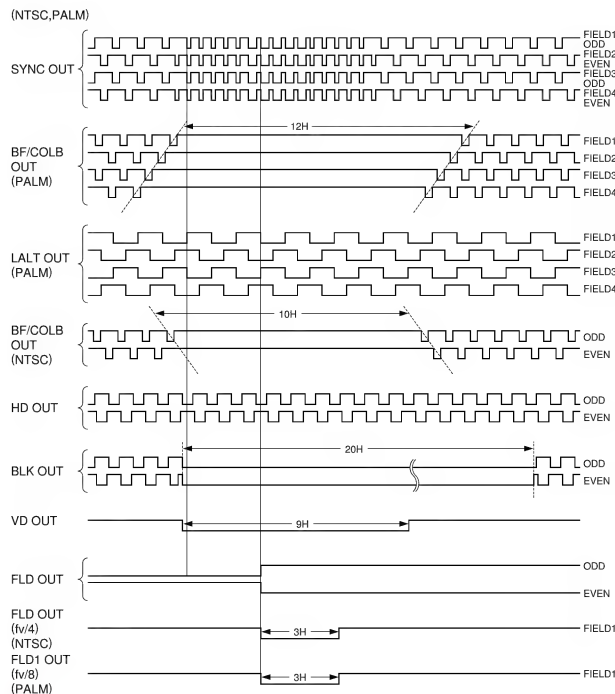 (NTSC,PALM)
SYNC OUT
FIELD1
ODD
FIELD2
EVEN
FIELD3
ODD
FIELD4
EVEN
12H
BF/COLB
OUT
(PALM)
FIELD1
FIELD2
FIELD3
FIELD4
LALT OUT
(PALM)
FIELD1
FIELD2
FIELD3
FIELD4
10H
BF/COLB
OUT
(NTSC)
ODD
EVEN
HD OUT
ODD
EVEN
20H
BLK OUT
ODD
EVEN
VD OUT
9H
FLD OUT
ODD
EVEN
FLD OUT
(fv/4)
(NTSC)
3H
FIELD1
FLD1 OUT
(fv/8)
(PALM)
3H
FIELD1